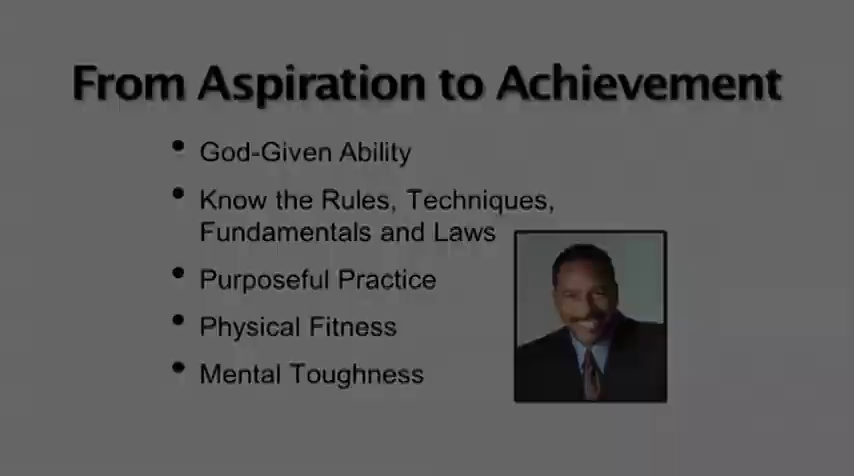 From Aspiration to Achievement
• God-Given Ability
• Know the Rules, Techniques,
Fundamentals and Laws
• Purposeful Practice
• Physical Fitness
• Mental Toughness